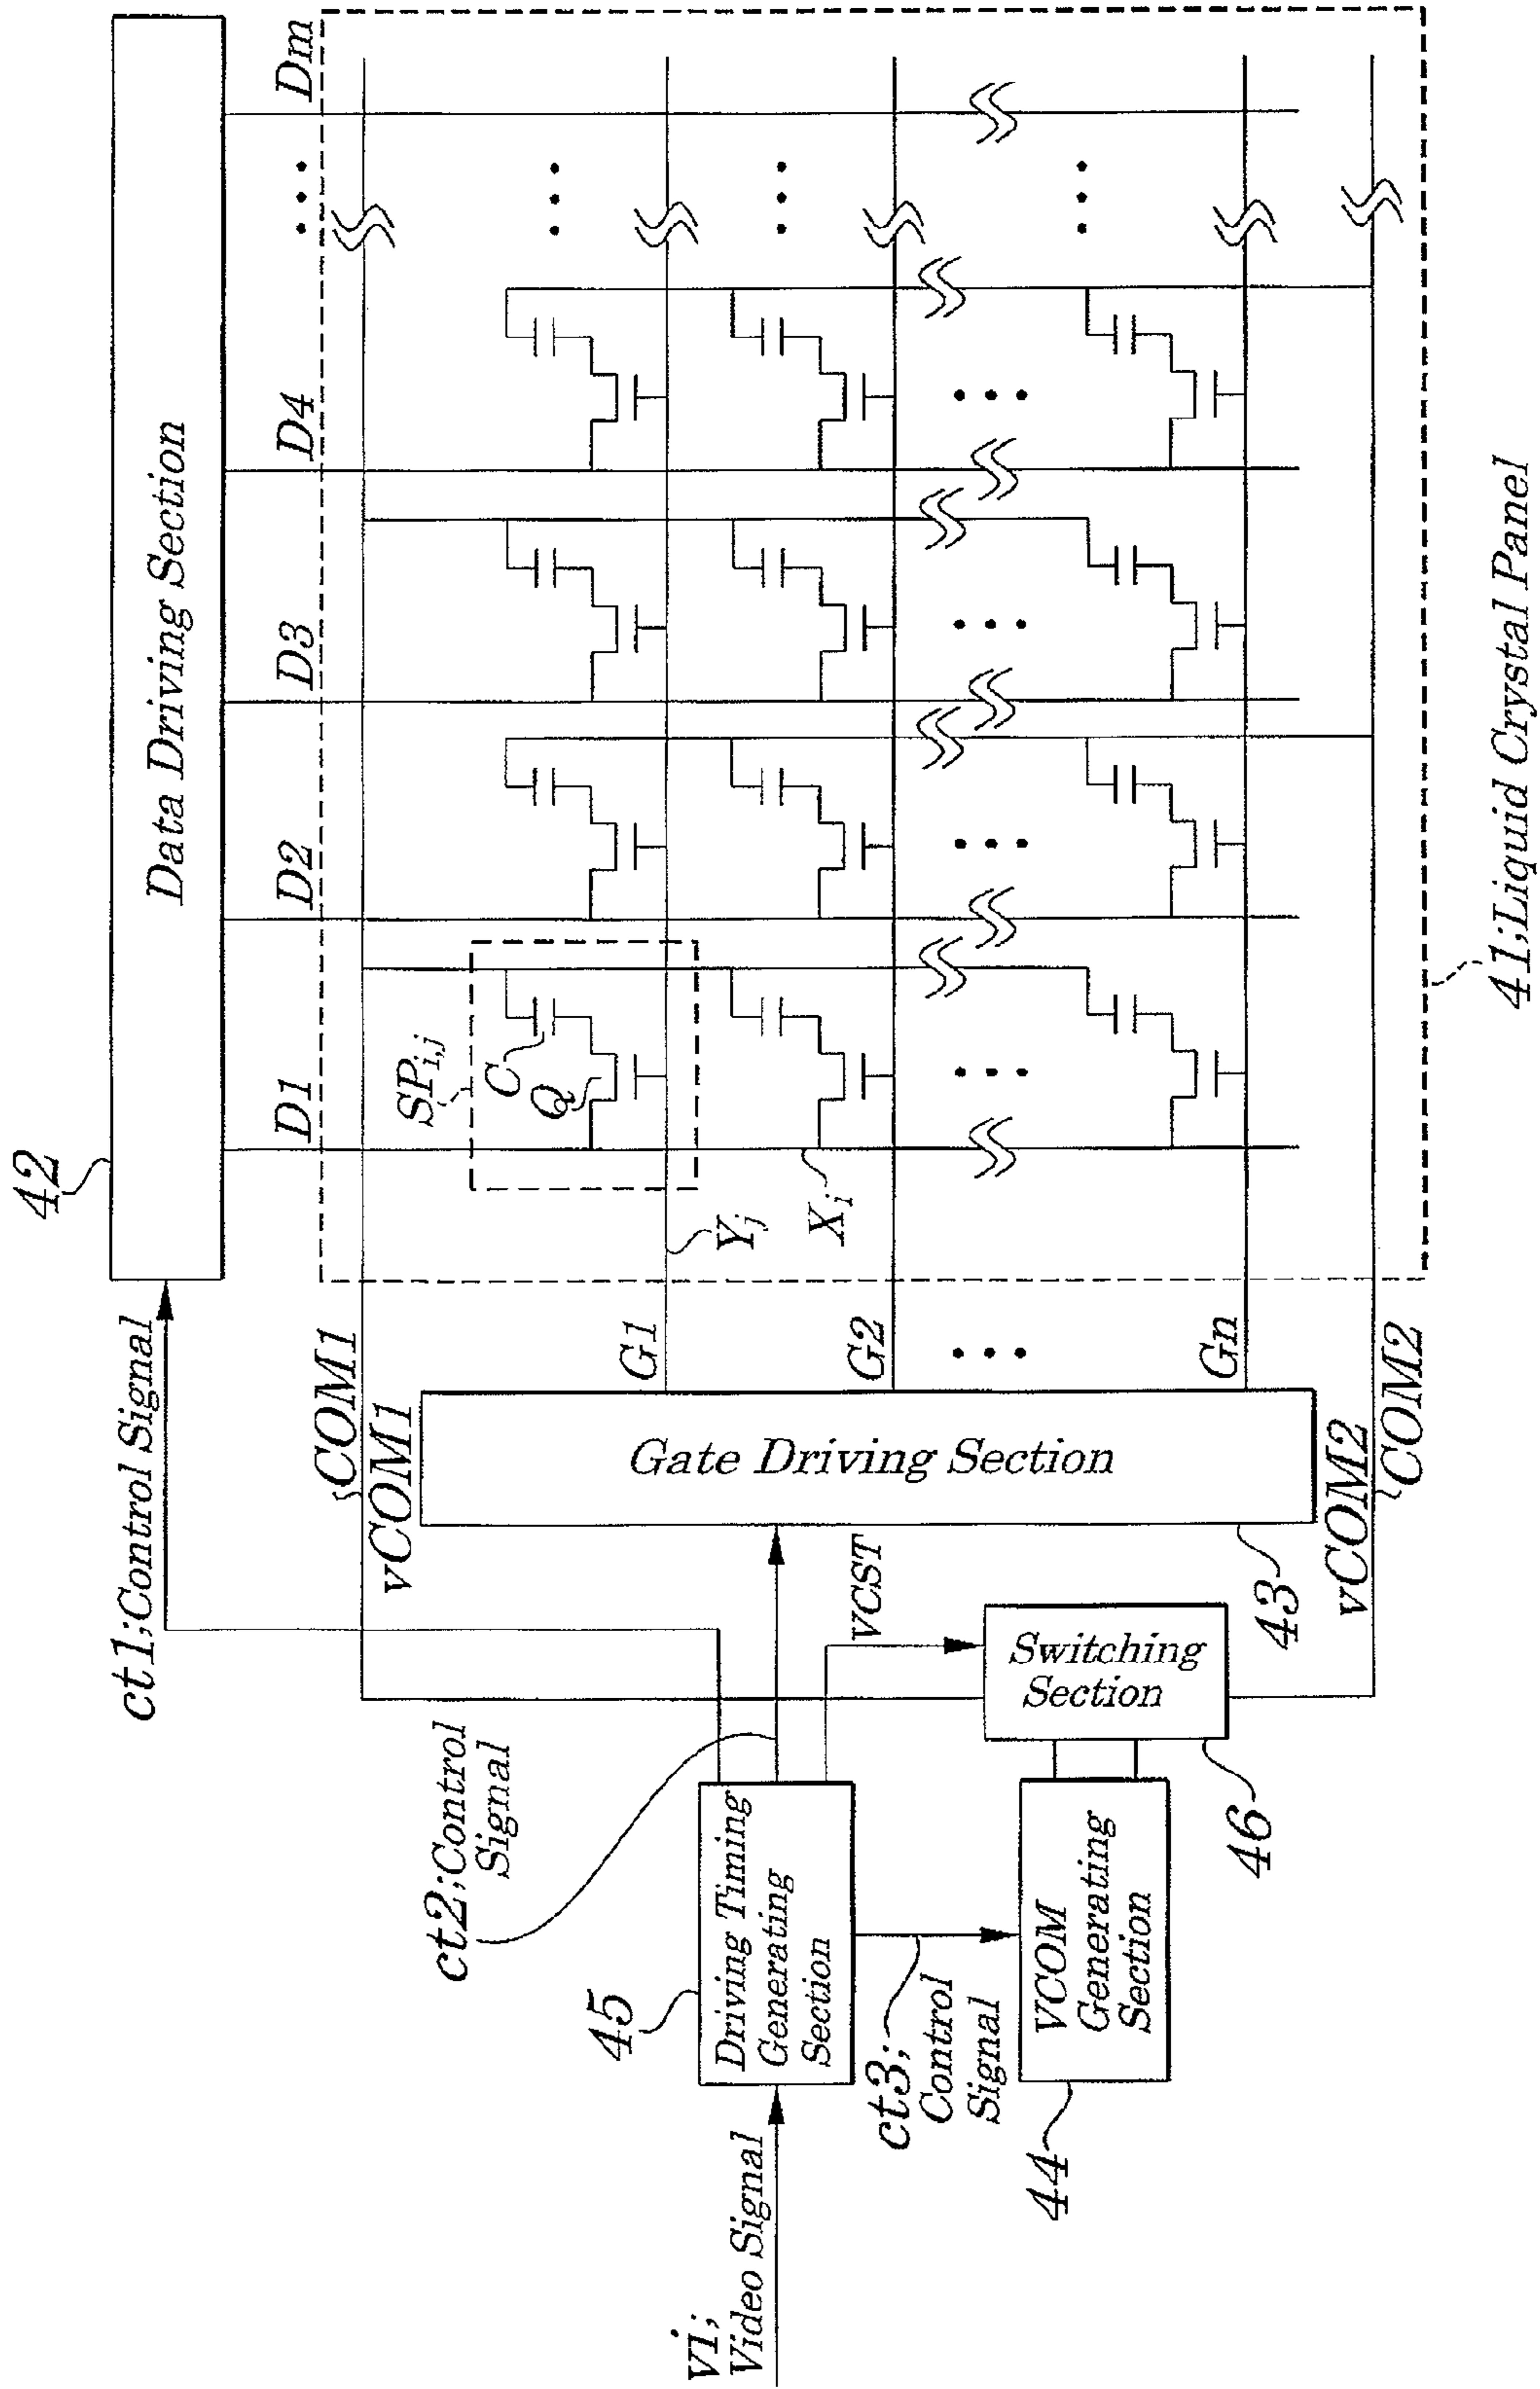 42
Data Driving Section
ct1;Control Signal
D1
D2
D3
D4
• • •
Dm
COM1
vCOM1
SPi,j
C
Q
G1
Yj
Xi
G2
• • •
Gn
Gate Driving Section
43
vCOM2
COM2
41;Liquid Crystal Panel
ct2;Control
Signal
VCST
Switching
Section
46
45
Driving Timing
Generating
Section
vi;
Video Signal
ct3;
Control
Signal
VCOM
Generating
Section
44